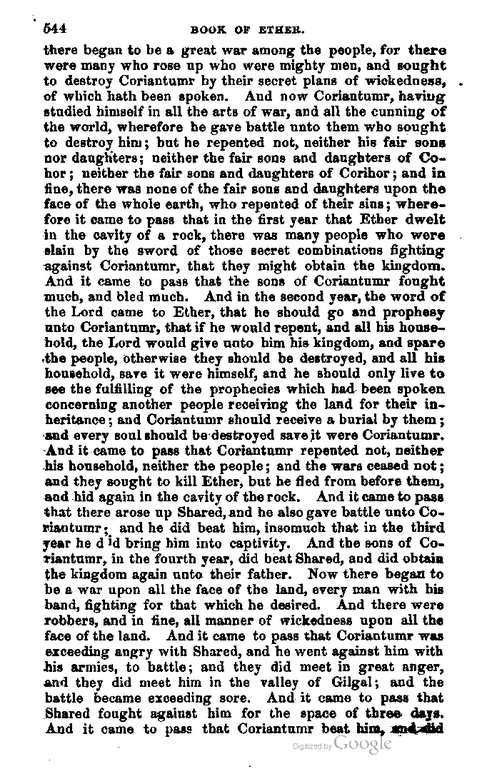 544 BOOK OF ETHER.
there began to be a great war among the people, for there
were many who rose up who were mighty men, and sought
to destroy Coriantumr by their secret plans of wickedness,
of which hath been spoken. And now Coriantumr, having
studied himself in all the arts of war, and all the cunning of
the world, wherefore he gave battle unto them who sought
to destroy him; but he repented not, neither his fair sons
nor daughters; neither the fair sons and daughters of Co-
hor; neither the fair sons and daughters of Corihor; and in
fine, there was none of the fair sons and daughters upon the
face of the whole earth, who repented of their sins; where-
fore it came to pass that in the first year that Ether dwelt
in the cavity of a rock, there was many people who were
slain by the sword of those secret combinations fighting
against Coriantumr, that they might obtain the kingdom.
And it came to pass that the sons of Coriantumr fought
much, and bled much. And in the second year, the word of
the Lord came to Ether, that he should go and prophesy
unto Coriantumr, that if he would repent, and all his house-
hold, the Lord would give unto him his kingdom, and spare
the people, otherwise they should be destroyed, and all his
household, save it were himself, and he should only live to
see the fulfilling of the prophecies which had been spoken
concerning another people receiving the land for their in-
heritance; and Coriantumr should receive a burial by them;
and every soul should be destroyed save it were Coriantumr.
And it came to pass that Coriantumr repented not, neither
his household, neither the people; and the wars ceased not;
and they sought to kill Ether, but he fled from before them,
and hid again in the cavity of the rock. And it came to pass
that there arose up Shared, and he also gave battle unto Co-
riantumr; and he did beat him, insomuch that in the third
year he did bring him into captivity. And the sons of Co-
riantumr, in the fourth year, did beat Shared, and did obtain
the kingdom again unto their father. Now there began to
be a war upon all the face of the land, every man with his
band, fighting for that which he desired. And there were
robbers, and in fine, all manner of wickedness upon all the
face of the land. And it came to pass that Coriantumr was
exceeding angry with Shared, and he went against him with
his armies, to battle; and they did meet in great anger,
and they did meet him in the valley of Gilgal; and the
battle became exceeding sore. And it came to pass that
Shared fought against him for the space of three days.
And it came to pass that Coriantumr beat him, and did
Digitized by Google